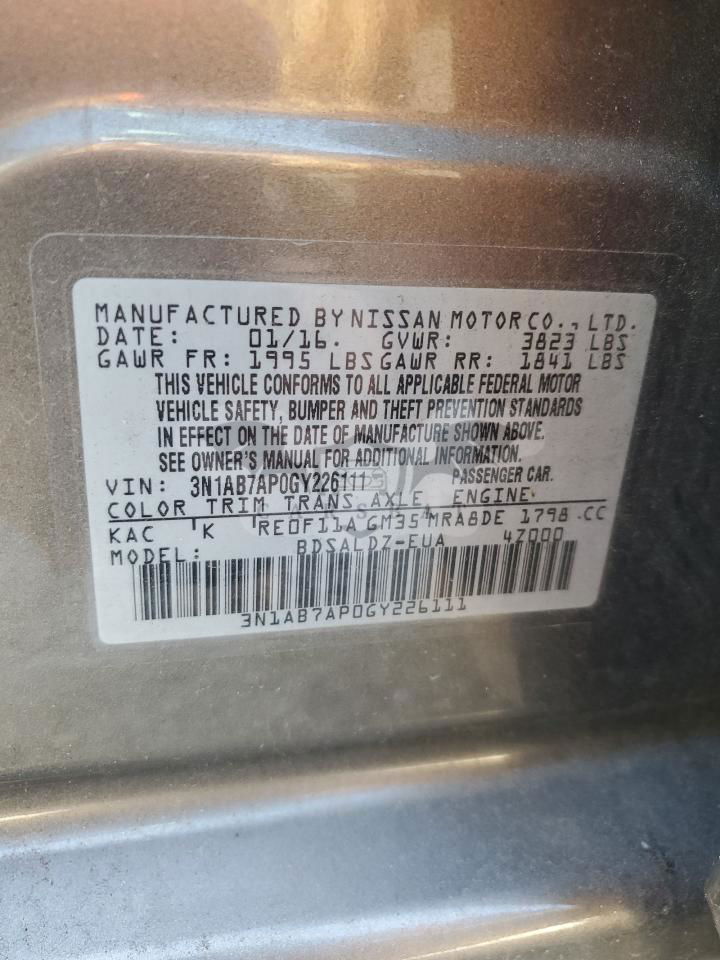 MANUFACTURED BY NISSAN MOTOR CO., LTD.
DATE: 01/16. GVWR: 3823 LBS
GAWR FR: 1995 LBS GAWR RR: 1841 LBS
THIS VEHICLE CONFORMS TO ALL APPLICABLE FEDERAL MOTOR
VEHICLE SAFETY, BUMPER AND THEFT PREVENTION STANDARDS
IN EFFECT ON THE DATE OF MANUFACTURE SHOWN ABOVE.
SEE OWNER'S MANUAL FOR ADDITIONAL INFORMATION.
VIN: 3N1AB7AP0GY226111 PASSENGER CAR.
COLOR TRIM TRANS AXLE ENGINE
KAC K RE0F11A GM35 MRA8DE 1798 CC
MODEL: BDSALDZ-EUA 47000
3N1AB7AP0GY226111